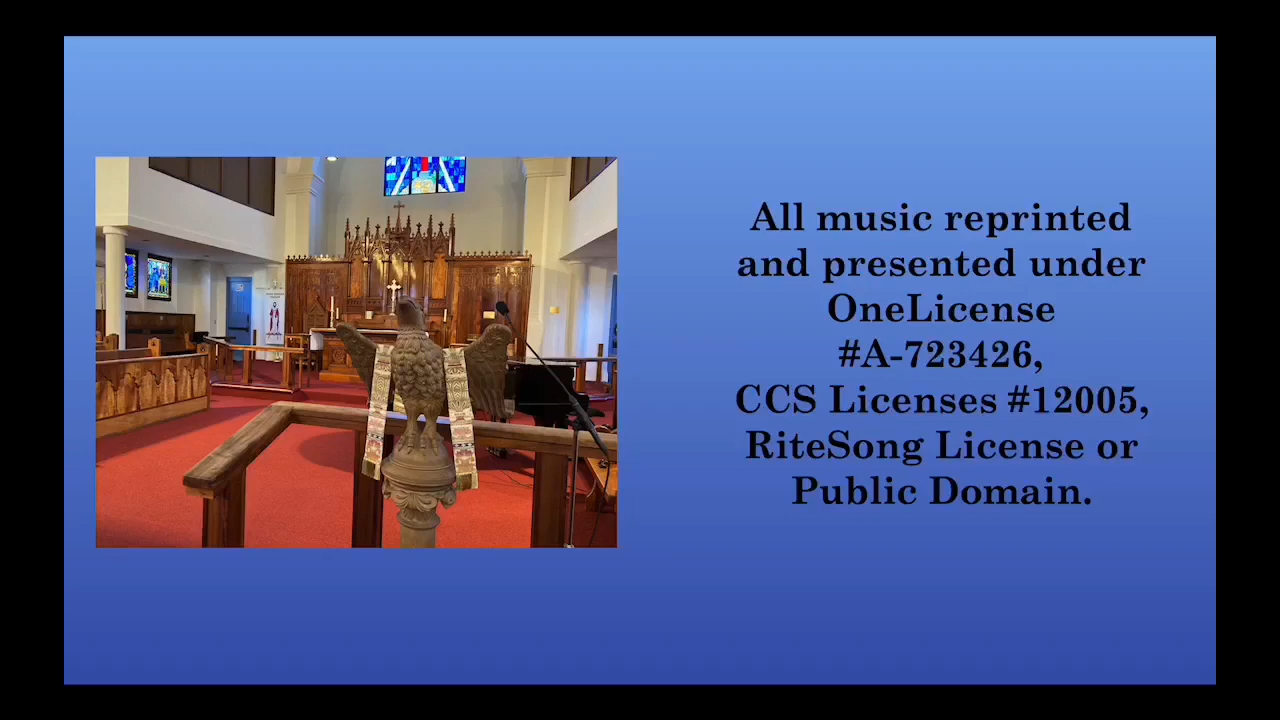 All music reprinted
and presented under
OneLicense
#A-723426,
CCS Licenses #12005,
RiteSong License or
Public Domain.